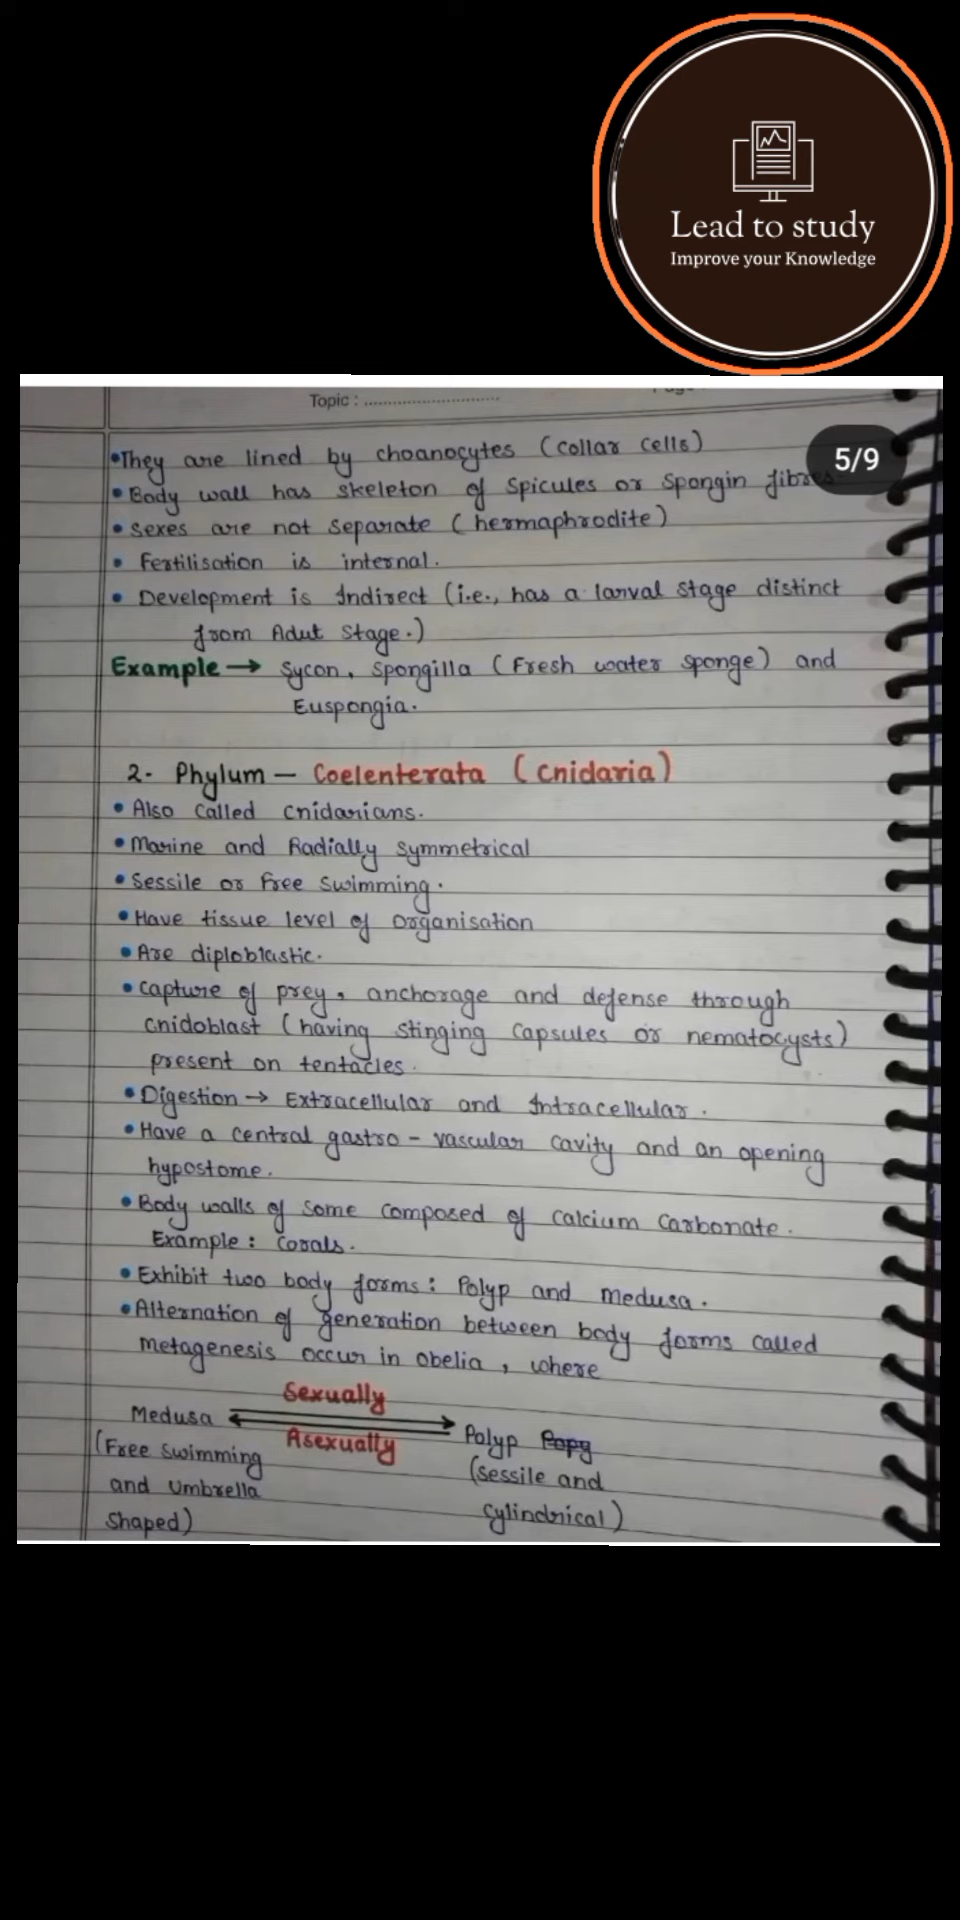 Lead to study
Improve your Knowledge
Topic : ..............................
5/9
•They are lined by choanocytes (collar cells)
• Body wall has skeleton of spicules or spongin fibres
• Sexes are not separate (hermaphrodite)
• Fertilisation is internal.
• Development is Indirect (i.e., has a larval stage distinct
from Adut stage.)
Example → Sycon, Spongilla (Fresh water sponge) and
Euspongia.
2- Phylum — Coelenterata (cnidaria)
• Also called cnidarians.
• Marine and Radially symmetrical
• Sessile or free swimming.
• Have tissue level of organisation
• Are diploblastic.
• capture of prey, anchorage and defense through
cnidoblast (having stinging capsules or nematocysts)
present on tentacles.
• Digestion → Extracellular and Intracellular.
• Have a central gastro-vascular cavity and an opening
hypostome.
• Body walls of some composed of calcium carbonate.
Example : corals.
• Exhibit two body forms : Polyp and medusa.
• Alternation of generation between body forms called
metagenesis occur in obelia, where
Sexually
Medusa ⇌ Polyp
Asexually
(Free swimming
and Umbrella
shaped)
(sessile and
cylindrical)